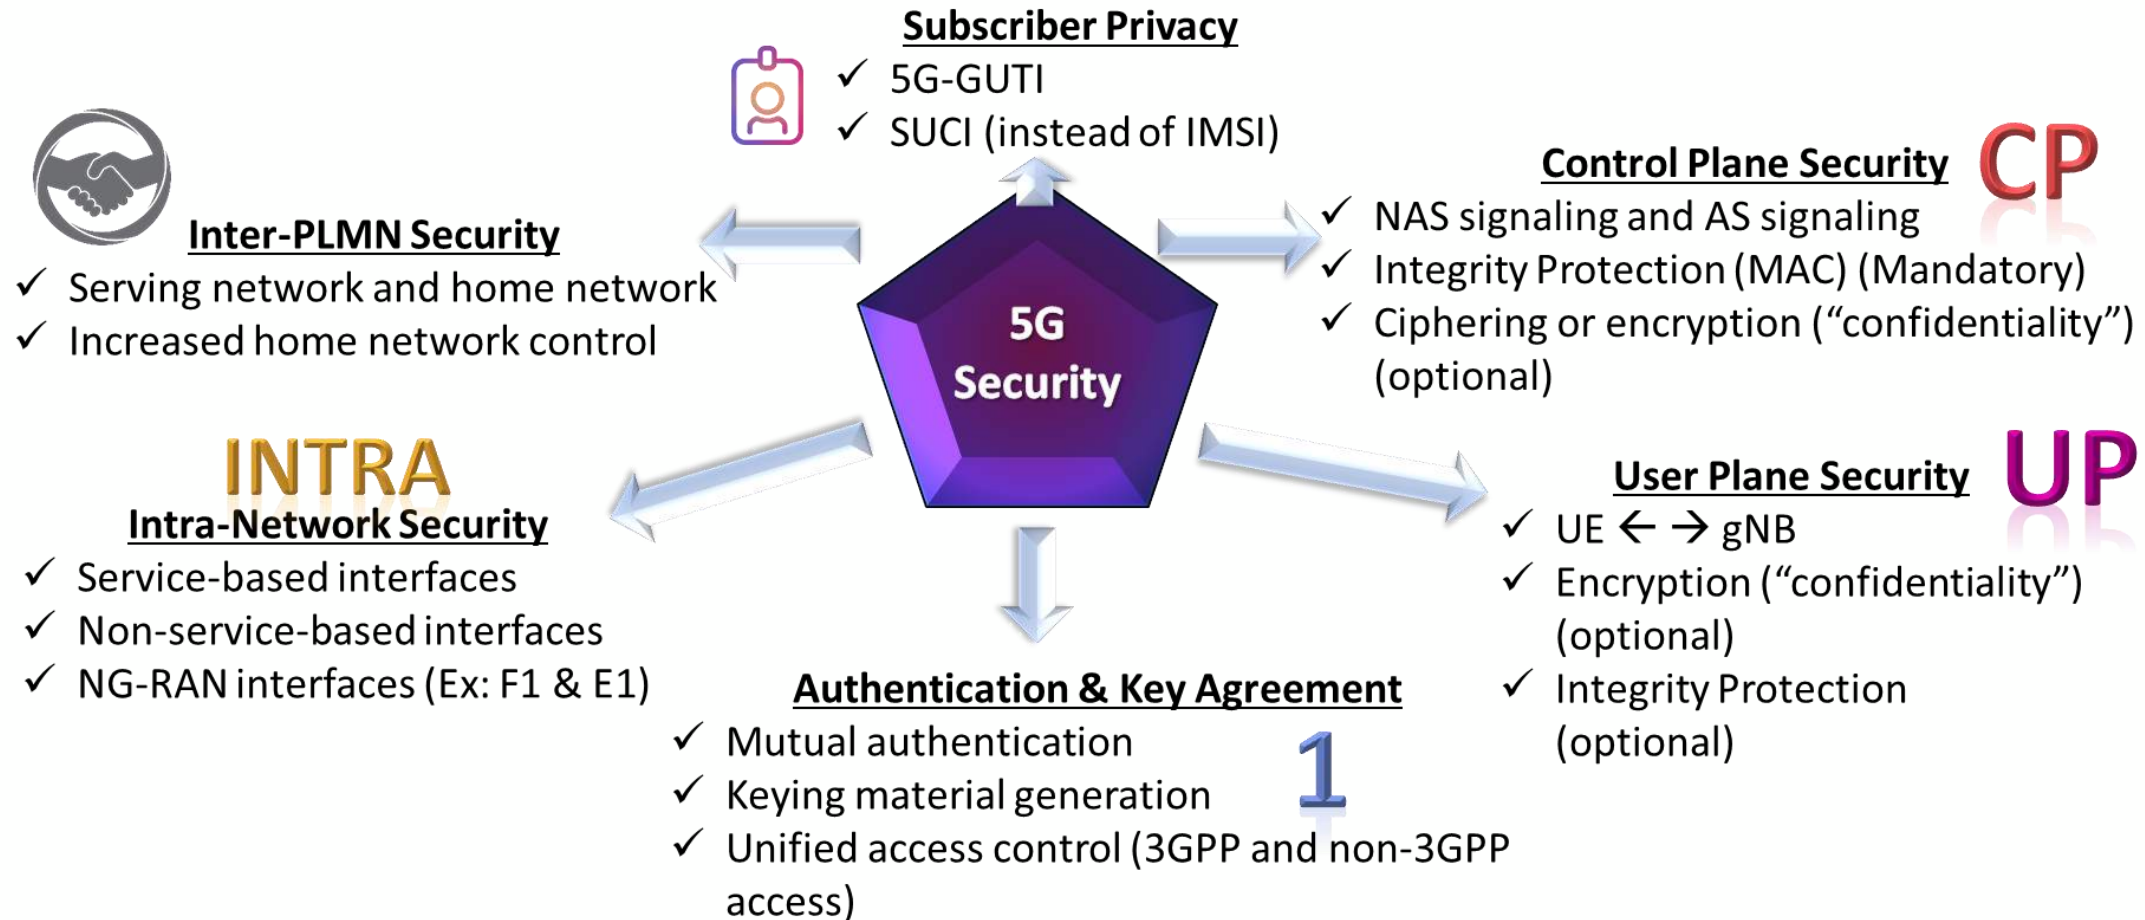 Subscriber Privacy
✓ 5G-GUTI
✓ SUCI (instead of IMSI)
CP
Control Plane Security
✓ NAS signaling and AS signaling
✓ Integrity Protection (MAC) (Mandatory)
✓ Ciphering or encryption (“confidentiality”)
(optional)
Inter-PLMN Security
✓ Serving network and home network
✓ Increased home network control
5G
Security
INTRA
Intra-Network Security
✓ Service-based interfaces
✓ Non-service-based interfaces
✓ NG-RAN interfaces (Ex: F1 & E1)
UP
User Plane Security
✓ UE ← → gNB
✓ Encryption (“confidentiality”)
(optional)
✓ Integrity Protection
(optional)
Authentication & Key Agreement
1
✓ Mutual authentication
✓ Keying material generation
✓ Unified access control (3GPP and non-3GPP
access)